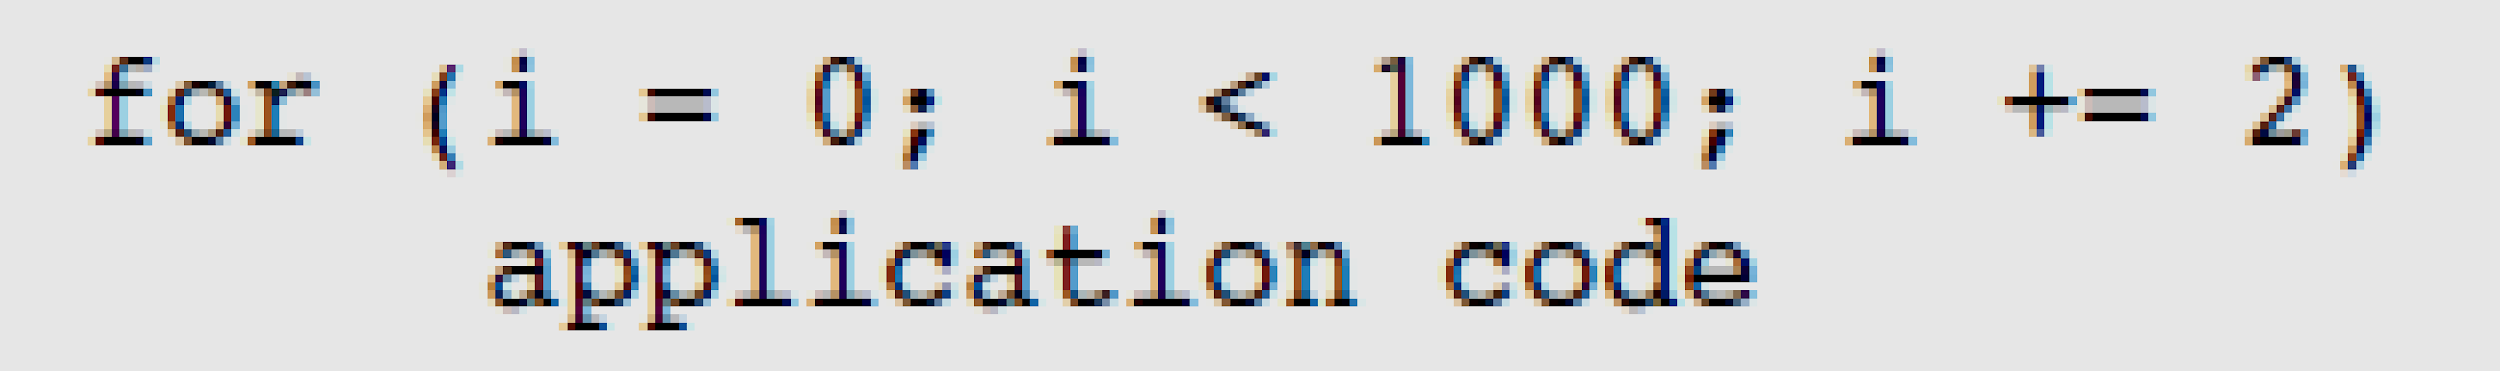 for (i = 0; i < 1000; i += 2)
     application code